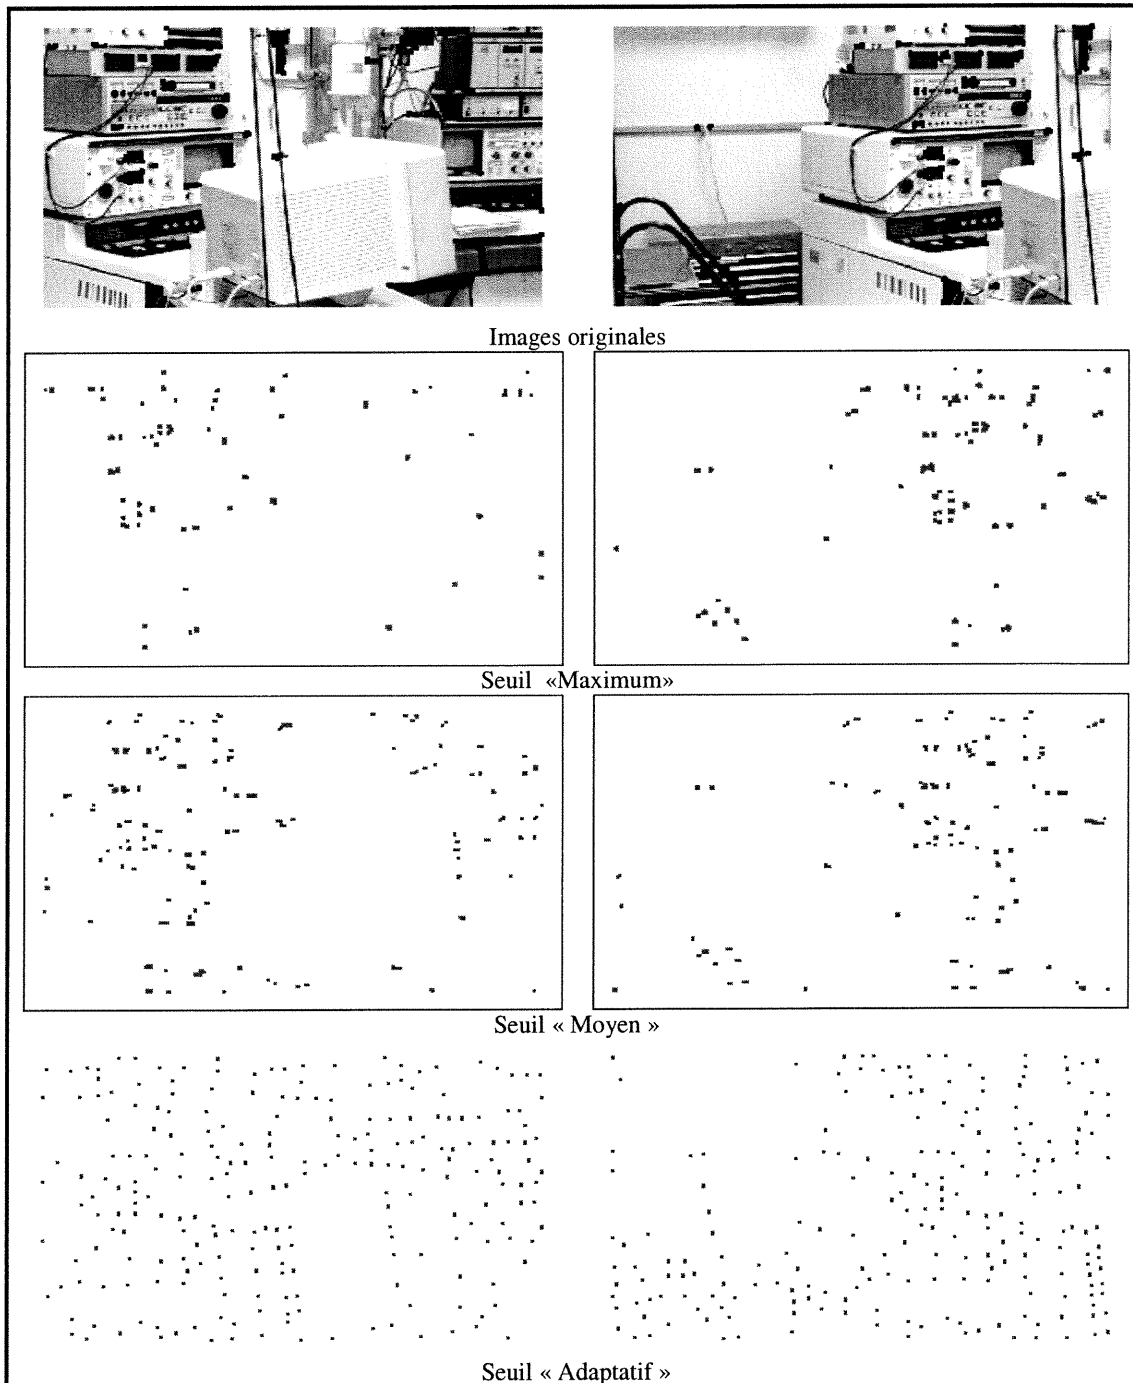 Images originales
Seuil «Maximum»
Seuil « Moyen »
Seuil « Adaptatif »